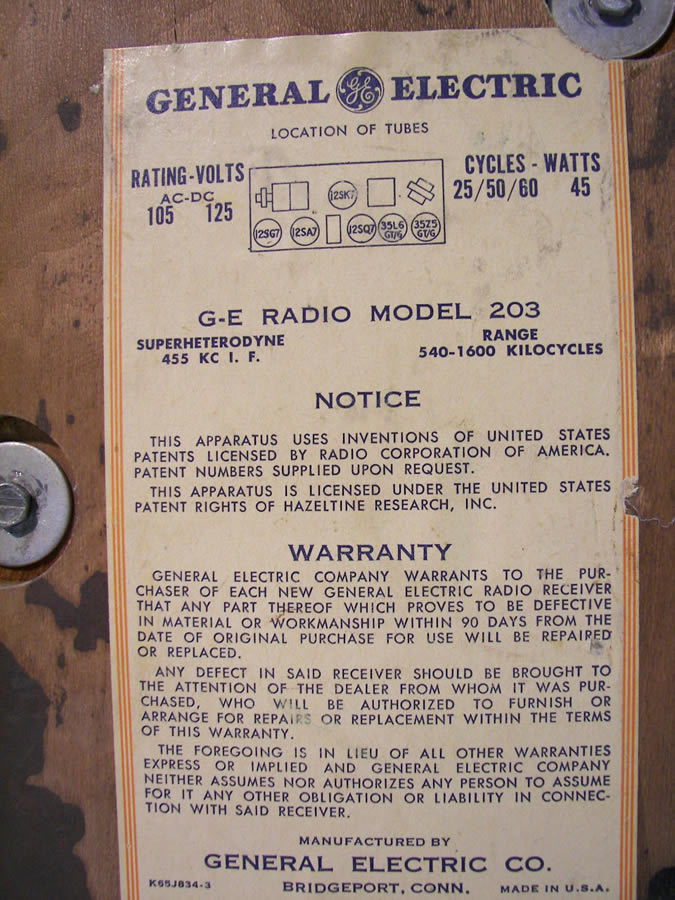 GENERAL GE ELECTRIC
LOCATION OF TUBES
RATING-VOLTS
AC-DC
105 125
CYCLES - WATTS
25/50/60 45
12SK7
12SG7 12SA7 12SQ7 35L6 GT/G 35Z5 GT/G
G-E RADIO MODEL 203
SUPERHETERODYNE
455 KC I. F.
RANGE
540-1600 KILOCYCLES
NOTICE
THIS APPARATUS USES INVENTIONS OF UNITED STATES
PATENTS LICENSED BY RADIO CORPORATION OF AMERICA.
PATENT NUMBERS SUPPLIED UPON REQUEST.
THIS APPARATUS IS LICENSED UNDER THE UNITED STATES
PATENT RIGHTS OF HAZELTINE RESEARCH, INC.
WARRANTY
GENERAL ELECTRIC COMPANY WARRANTS TO THE PUR-
CHASER OF EACH NEW GENERAL ELECTRIC RADIO RECEIVER
THAT ANY PART THEREOF WHICH PROVES TO BE DEFECTIVE
IN MATERIAL OR WORKMANSHIP WITHIN 90 DAYS FROM THE
DATE OF ORIGINAL PURCHASE FOR USE WILL BE REPAIRED
OR REPLACED.
ANY DEFECT IN SAID RECEIVER SHOULD BE BROUGHT TO
THE ATTENTION OF THE DEALER FROM WHOM IT WAS PUR-
CHASED, WHO WILL BE AUTHORIZED TO FURNISH OR
ARRANGE FOR REPAIRS OR REPLACEMENT WITHIN THE TERMS
OF THIS WARRANTY.
THE FOREGOING IS IN LIEU OF ALL OTHER WARRANTIES
EXPRESS OR IMPLIED AND GENERAL ELECTRIC COMPANY
NEITHER ASSUMES NOR AUTHORIZES ANY PERSON TO ASSUME
FOR IT ANY OTHER OBLIGATION OR LIABILITY IN CONNEC-
TION WITH SAID RECEIVER.
MANUFACTURED BY
GENERAL ELECTRIC CO.
K65J834-3 BRIDGEPORT, CONN. MADE IN U.S.A.